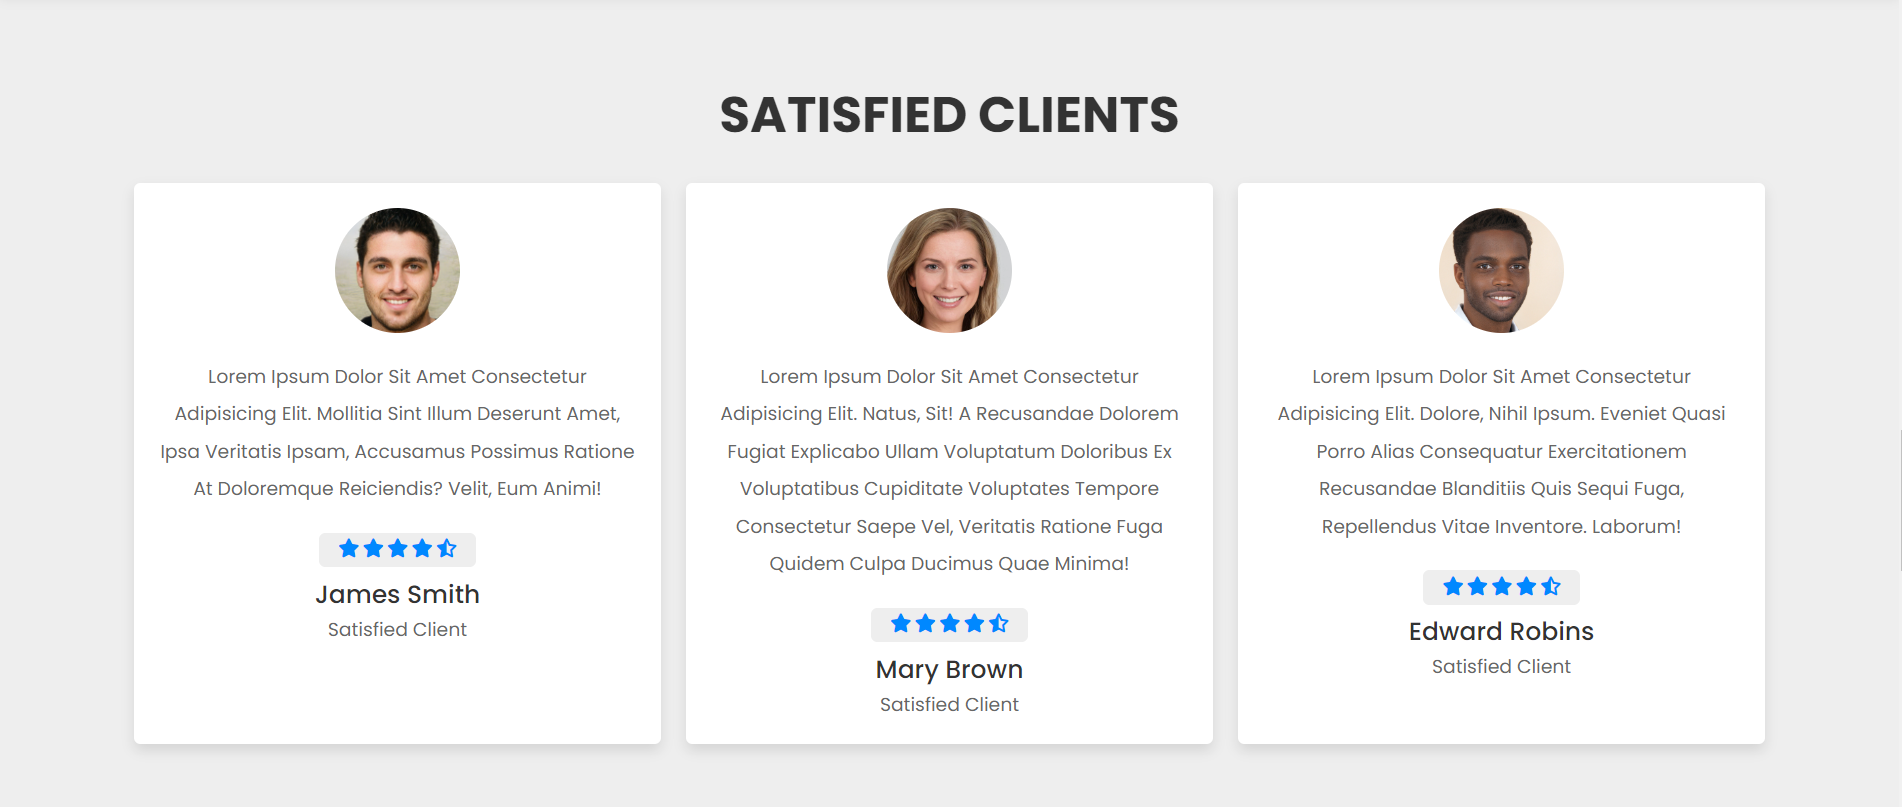 SATISFIED CLIENTS
Lorem Ipsum Dolor Sit Amet Consectetur
Adipisicing Elit. Mollitia Sint Illum Deserunt Amet,
Ipsa Veritatis Ipsam, Accusamus Possimus Ratione
At Doloremque Reiciendis? Velit, Eum Animi!
James Smith
Satisfied Client
Lorem Ipsum Dolor Sit Amet Consectetur
Adipisicing Elit. Natus, Sit! A Recusandae Dolorem
Fugiat Explicabo Ullam Voluptatum Doloribus Ex
Voluptatibus Cupiditate Voluptates Tempore
Consectetur Saepe Vel, Veritatis Ratione Fuga
Quidem Culpa Ducimus Quae Minima!
Mary Brown
Satisfied Client
Lorem Ipsum Dolor Sit Amet Consectetur
Adipisicing Elit. Dolore, Nihil Ipsum. Eveniet Quasi
Porro Alias Consequatur Exercitationem
Recusandae Blanditiis Quis Sequi Fuga,
Repellendus Vitae Inventore. Laborum!
Edward Robins
Satisfied Client